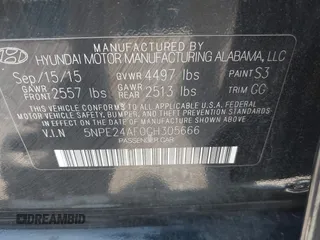 MANUFACTURED BY
HYUNDAI MOTOR MANUFACTURING ALABAMA, LLC
Sep/15/15 GVWR 4497 lbs PAINT S3
GAWR FRONT 2557 lbs GAWR REAR 2513 lbs TRIM GG
THIS VEHICLE CONFORMS TO ALL APPLICABLE U.S. FEDERAL
MOTOR VEHICLE SAFETY, BUMPER, AND THEFT PREVENTION STANDARDS
IN EFFECT ON THE DATE OF MANUFACTURE SHOWN ABOVE.
V.I.N 5NPE24AF0GH305666
PASSENGER CAR
DREAMBID